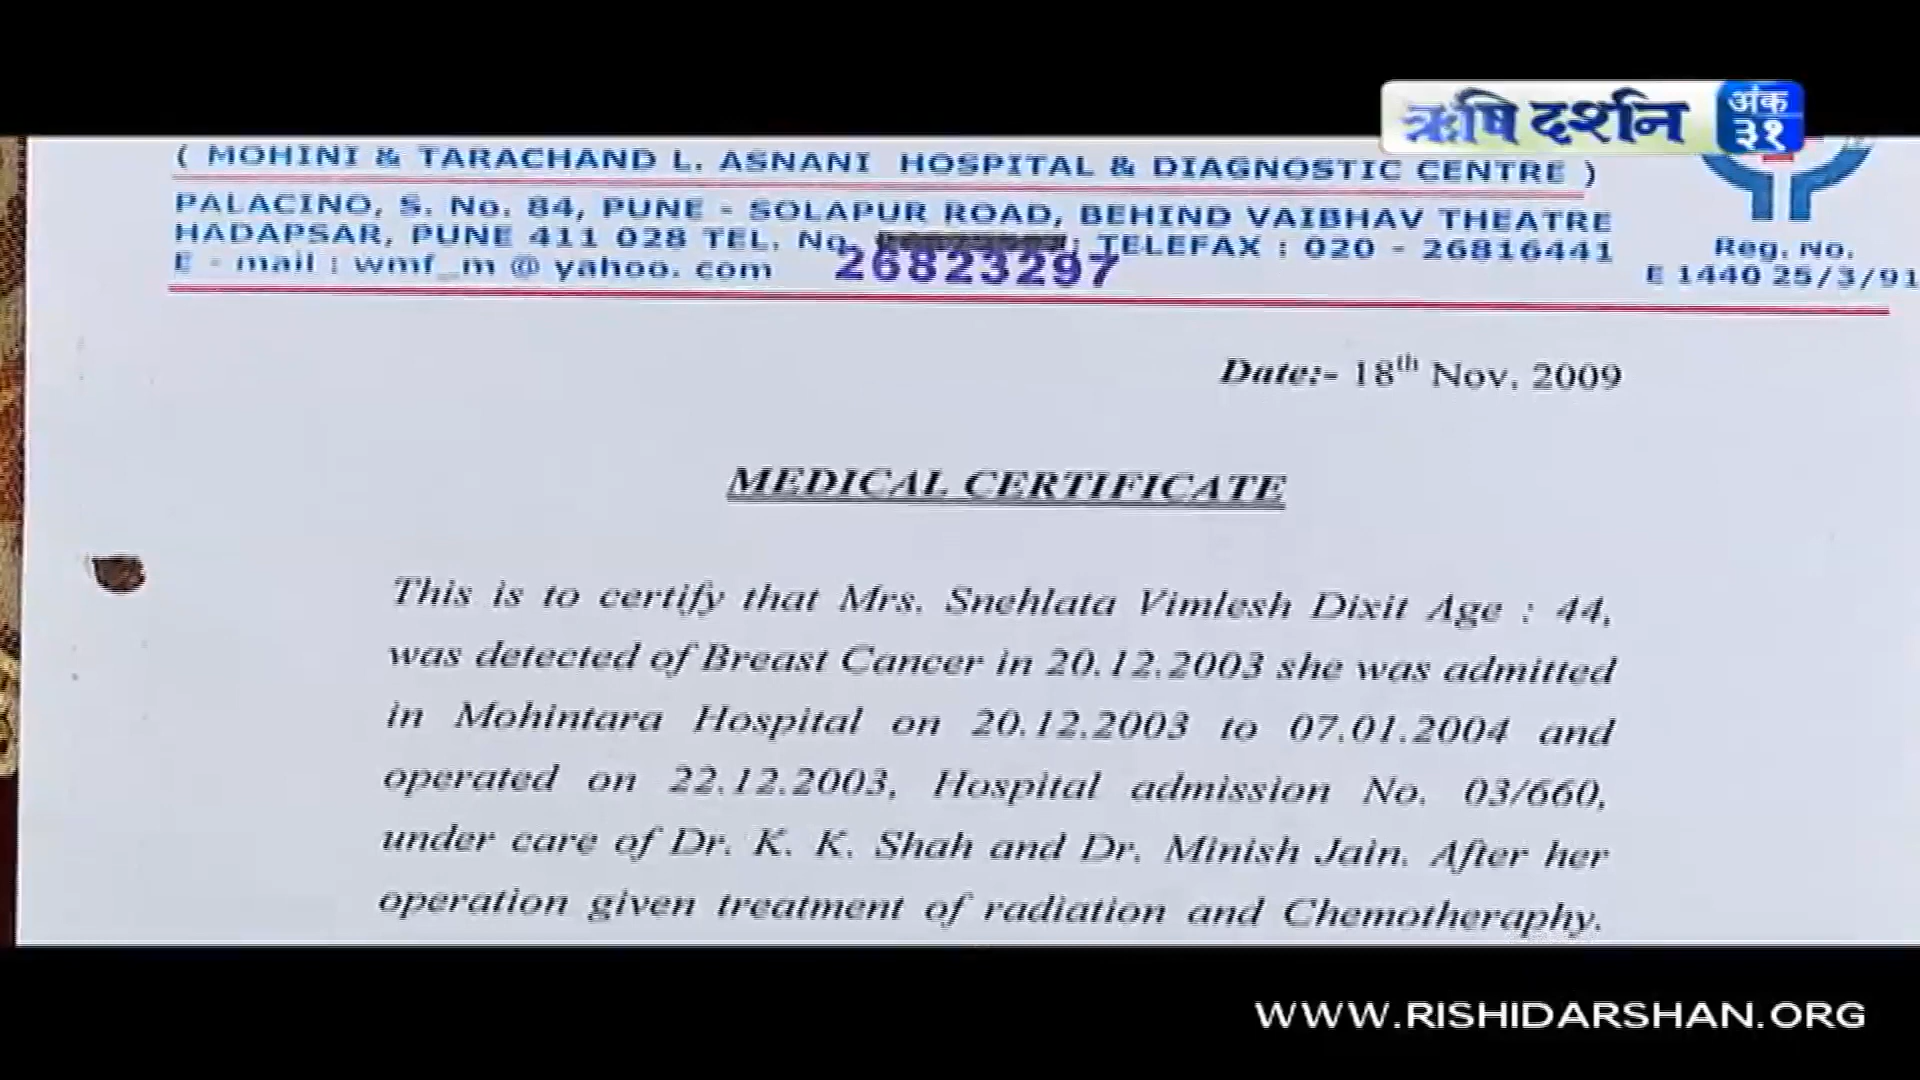 ऋषि दर्शन अंक ३१
( MOHINI & TARACHAND L. ASNANI HOSPITAL & DIAGNOSTIC CENTRE )
PALACINO, S. No. 84, PUNE - SOLAPUR ROAD, BEHIND VAIBHAV THEATRE
HADAPSAR, PUNE 411 028 TEL. No. 26823297, TELEFAX : 020 - 26816441
E - mail : wmf_m @ yahoo. com
Reg. No.
E 1440 25/3/91
Date:- 18th Nov. 2009
MEDICAL CERTIFICATE
This is to certify that Mrs. Snehlata Vimlesh Dixit Age : 44,
was detected of Breast Cancer in 20.12.2003 she was admitted
in Mohintara Hospital on 20.12.2003 to 07.01.2004 and
operated on 22.12.2003, Hospital admission No. 03/660,
under care of Dr. K. K. Shah and Dr. Minish Jain. After her
operation given treatment of radiation and Chemotheraphy.
WWW.RISHIDARSHAN.ORG